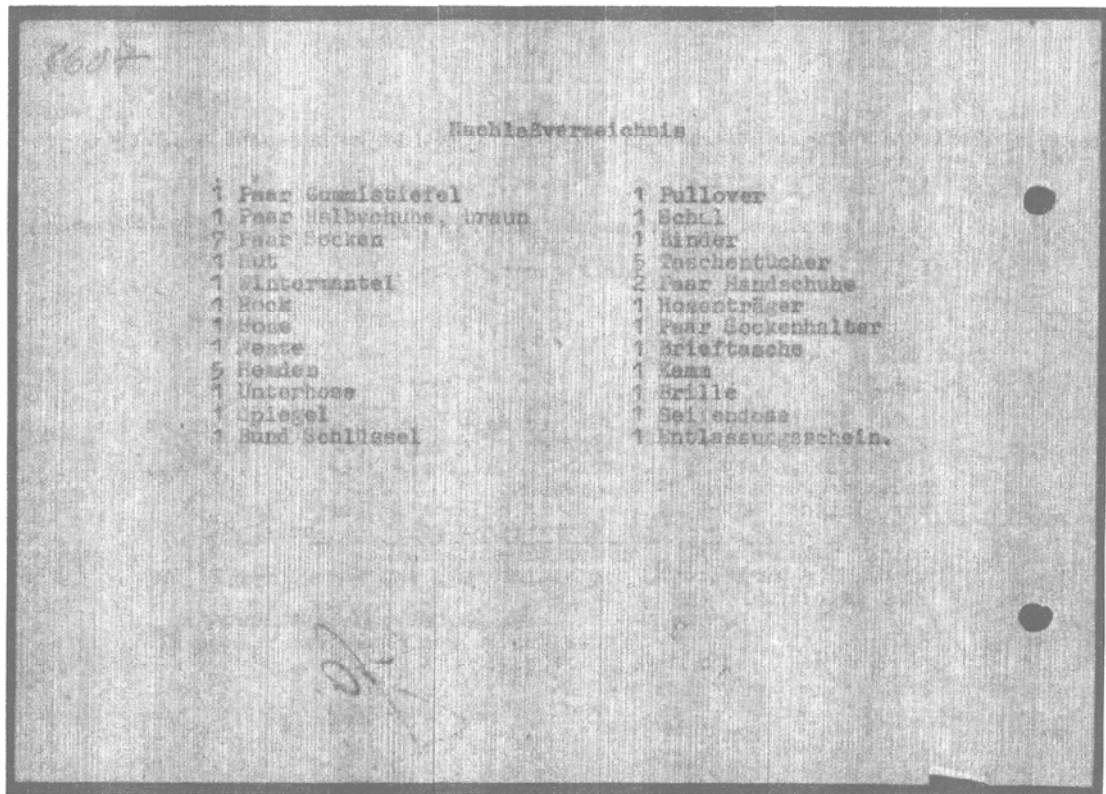 Nachlaßverzeichnis
1 Paar Gummistiefel
1 Paar Halbschuhe, braun
7 Paar Socken
1 Hut
1 Wintermantel
1 Rock
1 Hose
1 Weste
5 Hemden
1 Unterhose
1 Spiegel
1 Bund Schlüssel
1 Pullover
1 Schal
1 Binder
5 Taschentücher
2 Paar Handschuhe
1 Hosenträger
1 Paar Sockenhalter
1 Brieftasche
1 Kamm
1 Brille
1 Seifendose
1 Entlassungsschein.